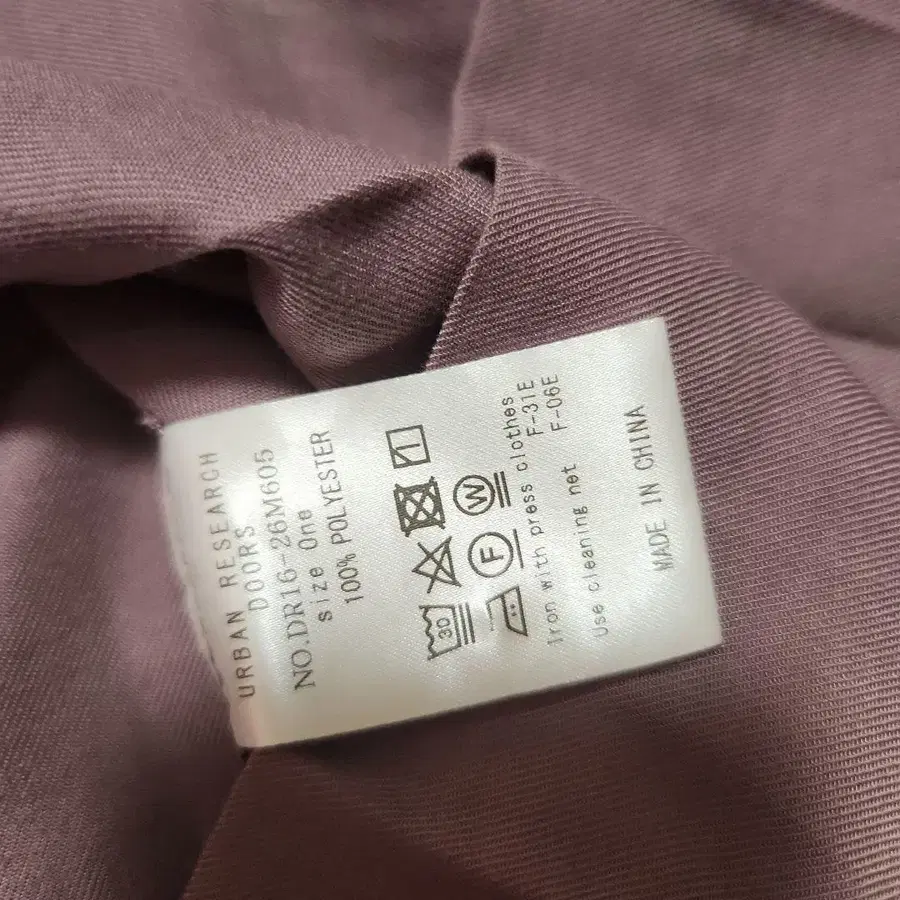 URBAN RESEARCH
DOORS
NO.DR16-26M605
size One
100% POLYESTER
30
F W
Iron with press clothes
F-31E
Use cleaning net
F-06E
MADE IN CHINA